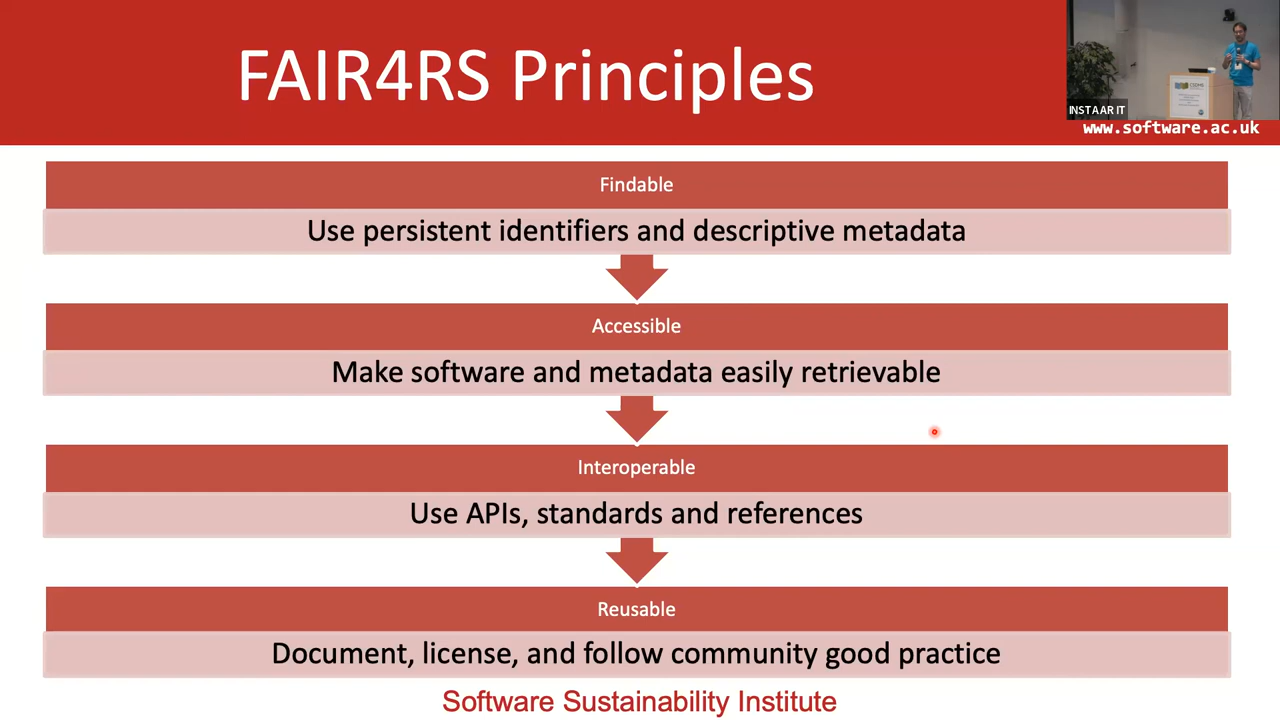 FAIR4RS Principles
INSTAAR IT
www.software.ac.uk
Findable
Use persistent identifiers and descriptive metadata
Accessible
Make software and metadata easily retrievable
Interoperable
Use APIs, standards and references
Reusable
Document, license, and follow community good practice
Software Sustainability Institute